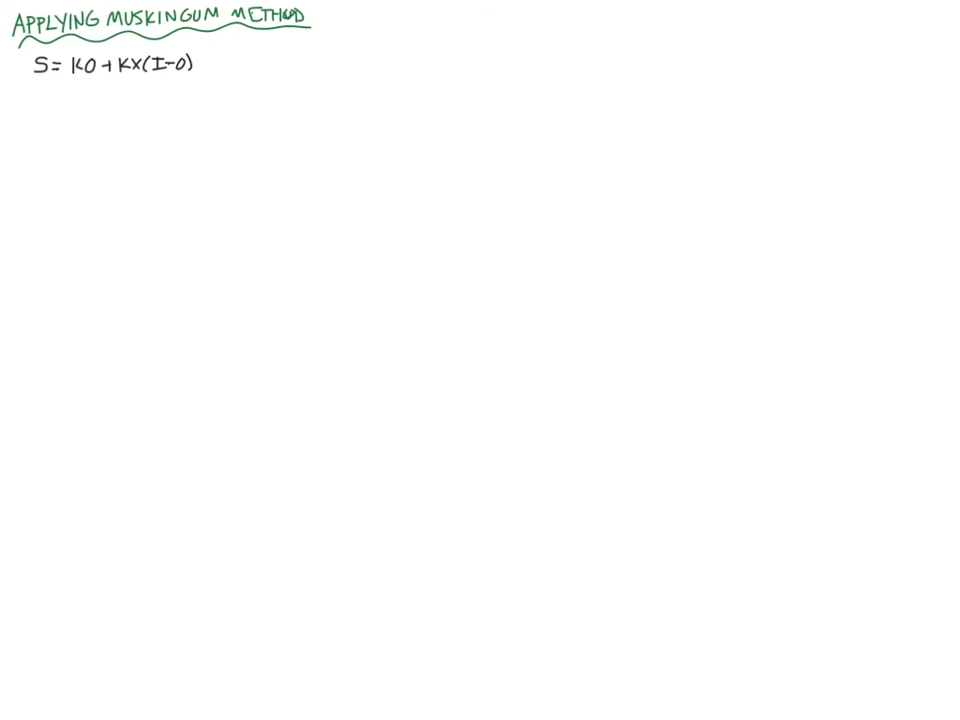 APPLYING MUSKINGUM METHOD
S = KO + KX(I-O)